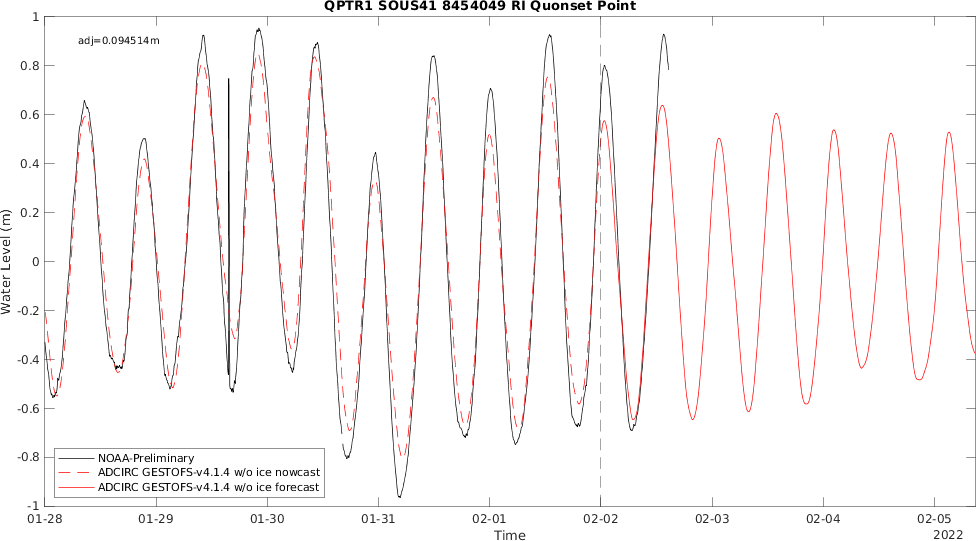 QPTR1 SOUS41 8454049 RI Quonset Point
adj=0.094514m
Water Level (m)
1
0.8
0.6
0.4
0.2
0
-0.2
-0.4
-0.6
-0.8
-1
NOAA-Preliminary
ADCIRC GESTOFS-v4.1.4 w/o ice nowcast
ADCIRC GESTOFS-v4.1.4 w/o ice forecast
01-28 01-29 01-30 01-31 02-01 02-02 02-03 02-04 02-05
Time
2022